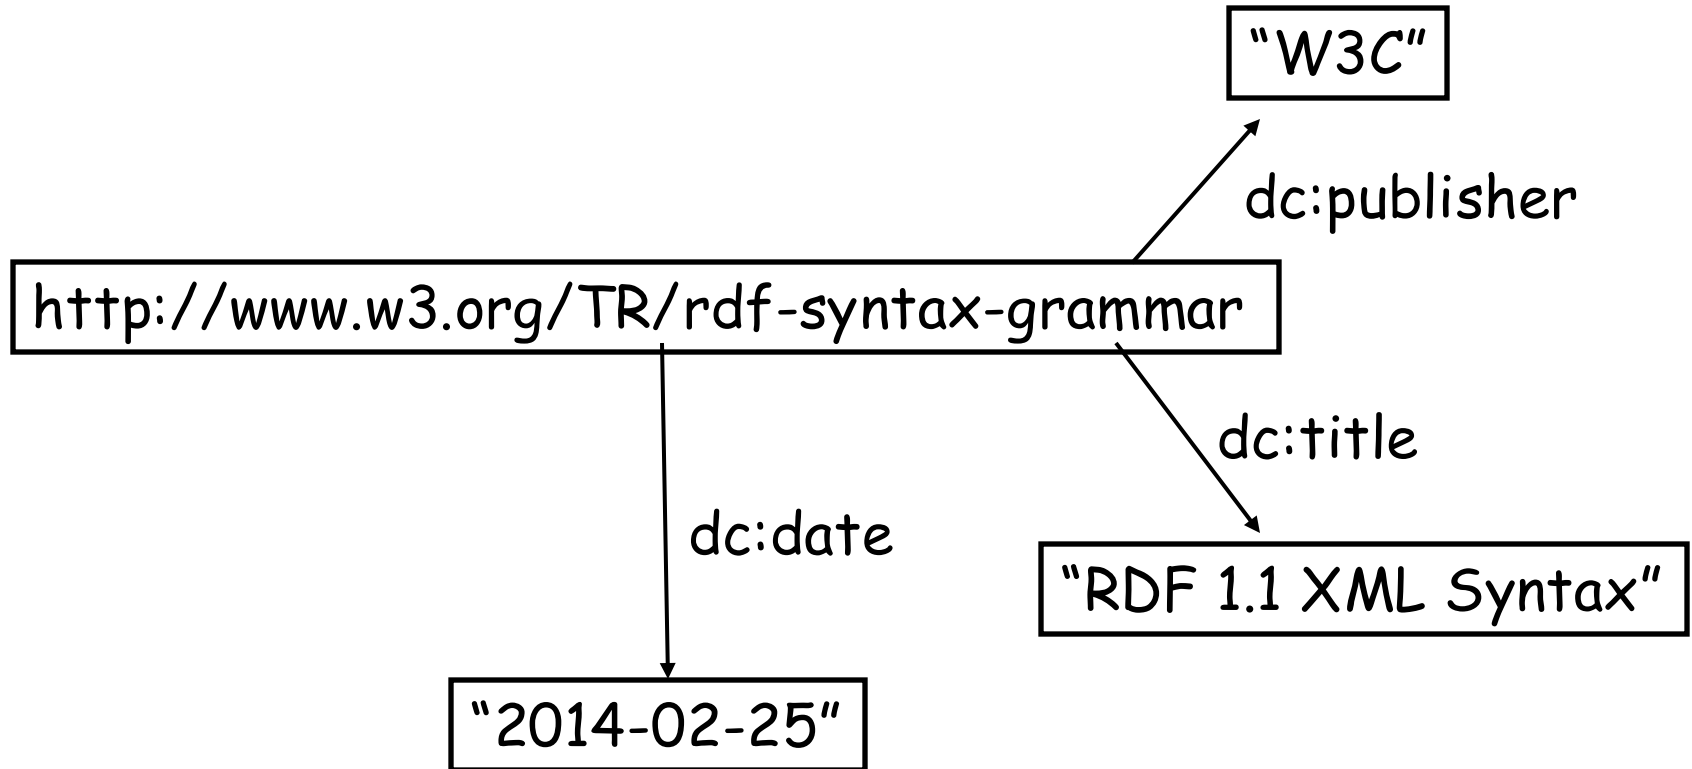 “W3C”
dc:publisher
http://www.w3.org/TR/rdf-syntax-grammar
dc:title
dc:date
“RDF 1.1 XML Syntax”
“2014-02-25”